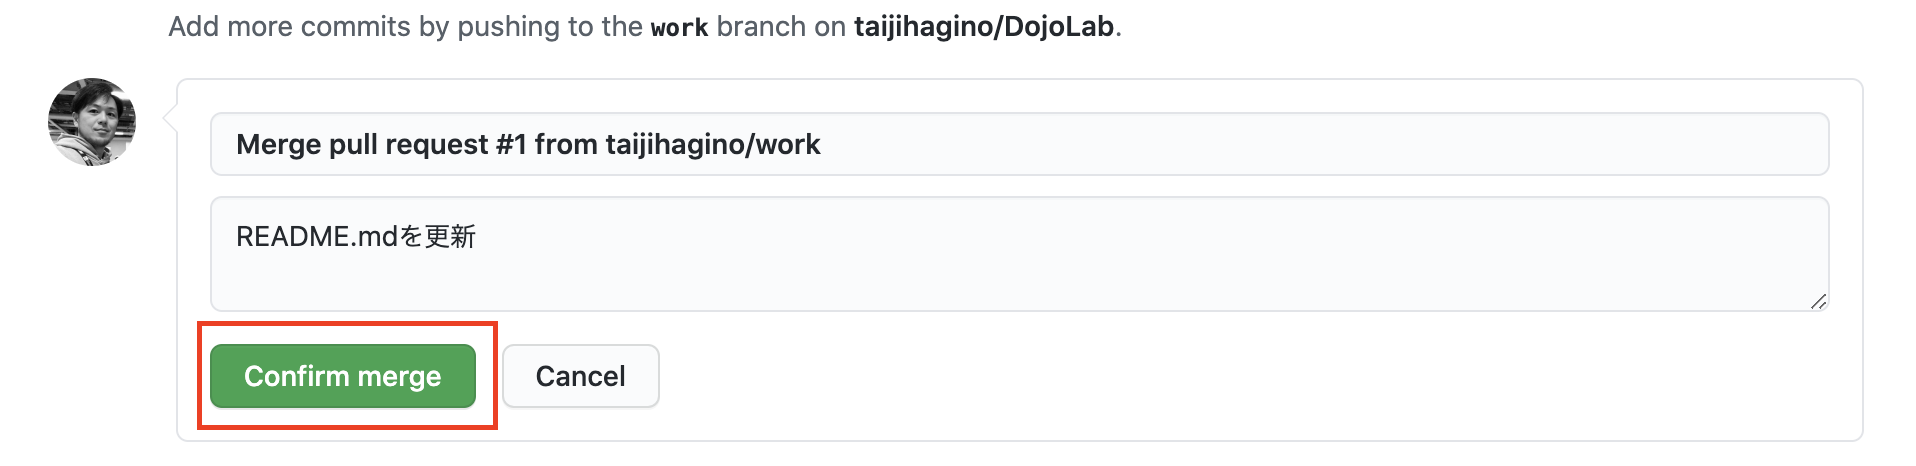 Add more commits by pushing to the work branch on taijihagino/DojoLab.
Merge pull request #1 from taijihagino/work
README.mdを更新
Confirm merge
Cancel